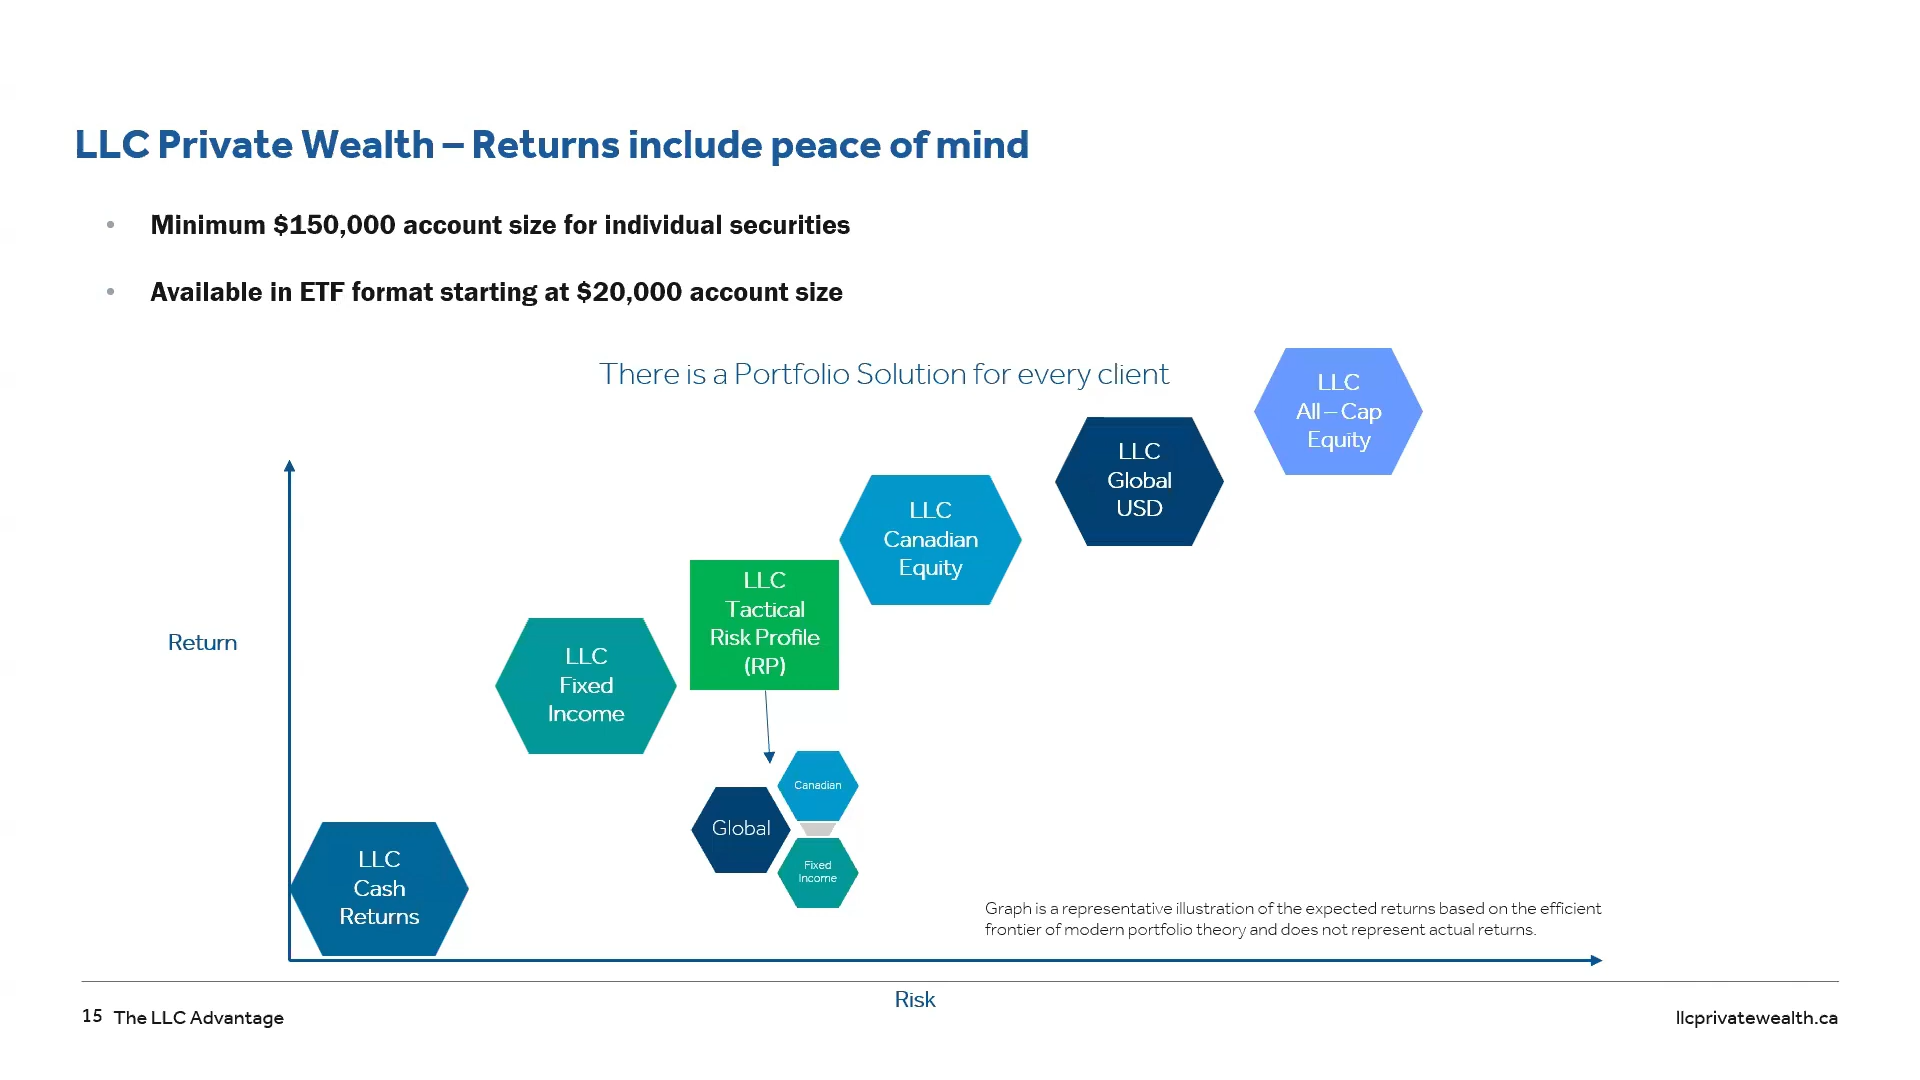 LLC Private Wealth – Returns include peace of mind
• Minimum $150,000 account size for individual securities
• Available in ETF format starting at $20,000 account size
There is a Portfolio Solution for every client
LLC
All – Cap
Equity
LLC
Global
USD
LLC
Canadian
Equity
LLC
Tactical
Risk Profile
(RP)
Return
LLC
Fixed
Income
Canadian
Global
Fixed
Income
LLC
Cash
Returns
Graph is a representative illustration of the expected returns based on the efficient
frontier of modern portfolio theory and does not represent actual returns.
Risk
15 The LLC Advantage
llcprivatewealth.ca